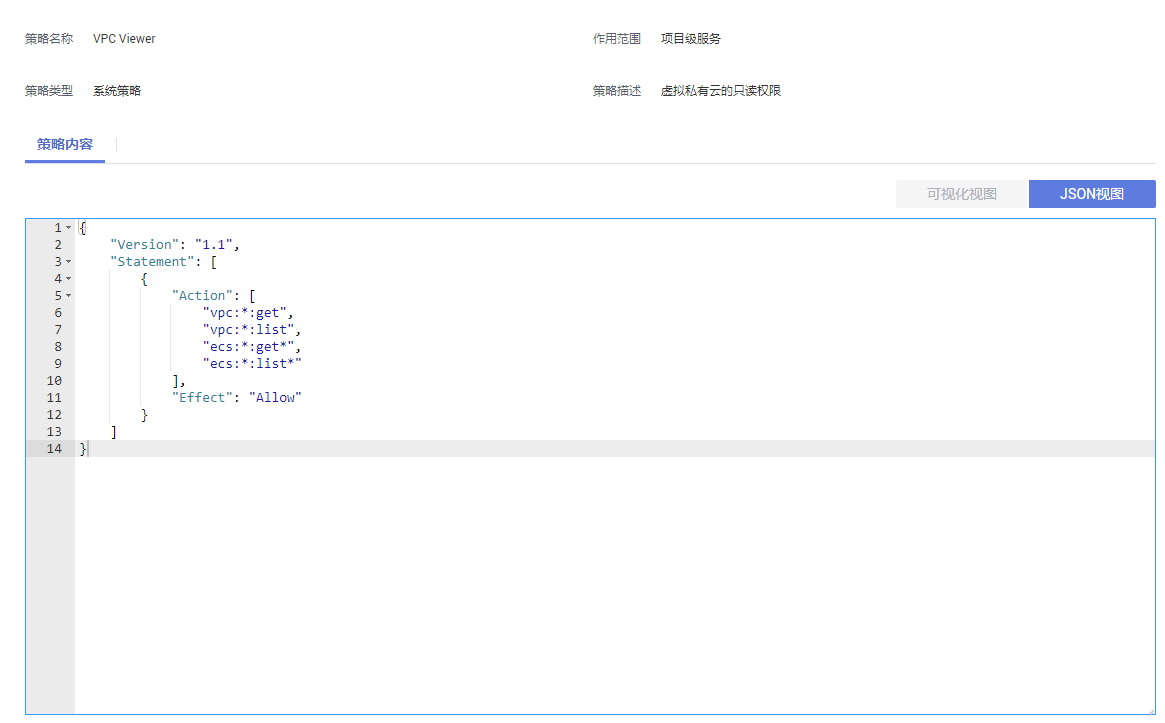 策略名称 VPC Viewer 作用范围 项目级服务
策略类型 系统策略 策略描述 虚拟私有云的只读权限
策略内容
可视化视图 JSON视图
1 {
2 "Version": "1.1",
3 "Statement": [
4 {
5 "Action": [
6 "vpc:*:get",
7 "vpc:*:list",
8 "ecs:*:get*",
9 "ecs:*:list*"
10 ],
11 "Effect": "Allow"
12 }
13 ]
14 }